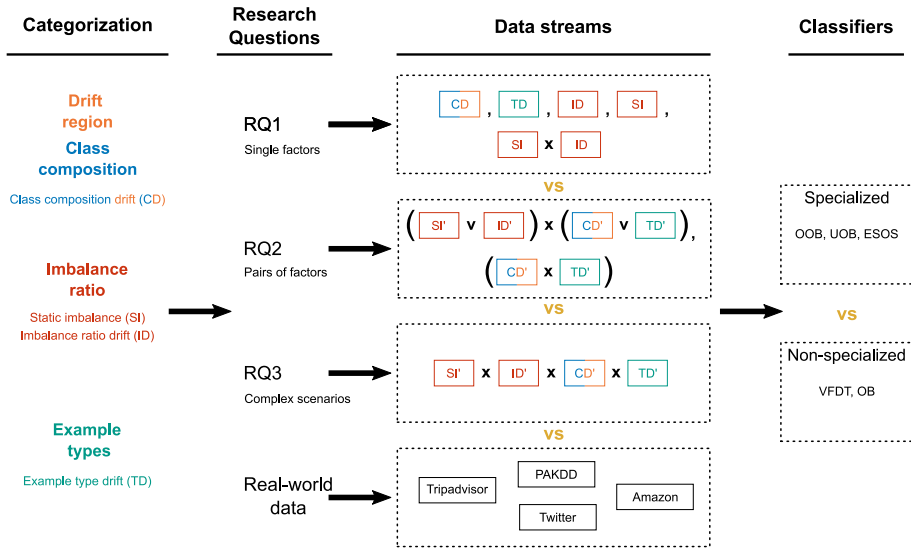 Categorization
Research
Questions
Data streams
Classifiers
Drift
region
Class
composition
Class composition drift (CD)
Imbalance
ratio
Static imbalance (SI)
Imbalance ratio drift (ID)
Example
types
Example type drift (TD)
RQ1
Single factors
RQ2
Pairs of factors
RQ3
Complex scenarios
Real-world
data
CD , TD , ID , SI ,
SI x ID
vs
(SI' v ID') x (CD' v TD'),
(CD' x TD')
vs
SI' x ID' x CD' x TD'
vs
Tripadvisor
PAKDD
Amazon
Twitter
Specialized
OOB, UOB, ESOS
vs
Non-specialized
VFDT, OB